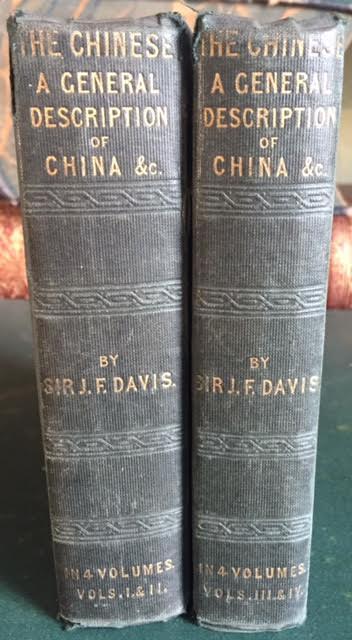 THE CHINESE
A GENERAL
DESCRIPTION
OF
CHINA &c.
BY
SIR J. F. DAVIS.
IN 4 VOLUMES.
VOLS. I. & II.
THE CHINESE
A GENERAL
DESCRIPTION
OF
CHINA &c.
BY
SIR J. F. DAVIS
IN 4 VOLUMES.
VOLS. III. & IV.